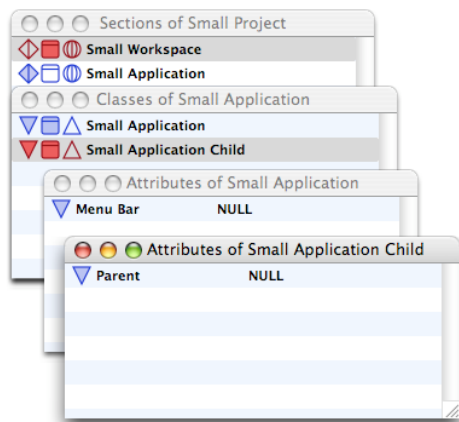 Sections of Small Project
Small Workspace
Small Application
Classes of Small Application
Small Application
Small Application Child
Attributes of Small Application
Menu Bar NULL
Attributes of Small Application Child
Parent NULL